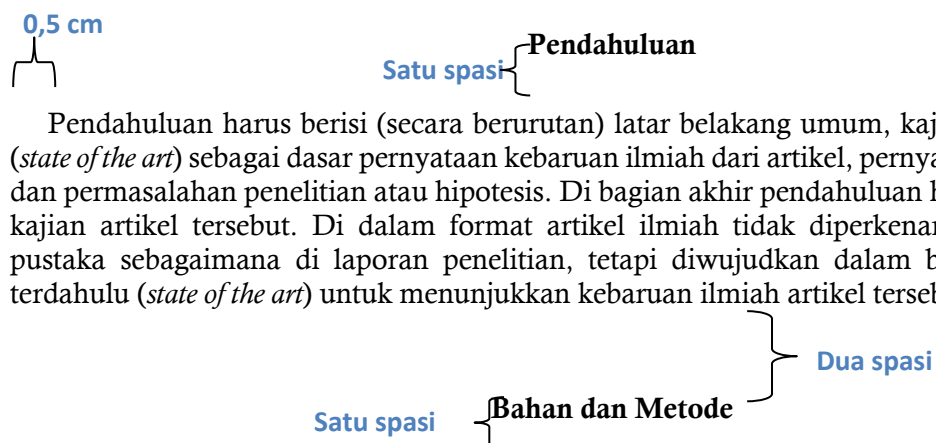 0,5 cm
Pendahuluan
Satu spasi
Pendahuluan harus berisi (secara berurutan) latar belakang umum, kaj
(state of the art) sebagai dasar pernyataan kebaruan ilmiah dari artikel, pernya
dan permasalahan penelitian atau hipotesis. Di bagian akhir pendahuluan h
kajian artikel tersebut. Di dalam format artikel ilmiah tidak diperkenan
pustaka sebagaimana di laporan penelitian, tetapi diwujudkan dalam b
terdahulu (state of the art) untuk menunjukkan kebaruan ilmiah artikel terseb
Dua spasi
Bahan dan Metode
Satu spasi